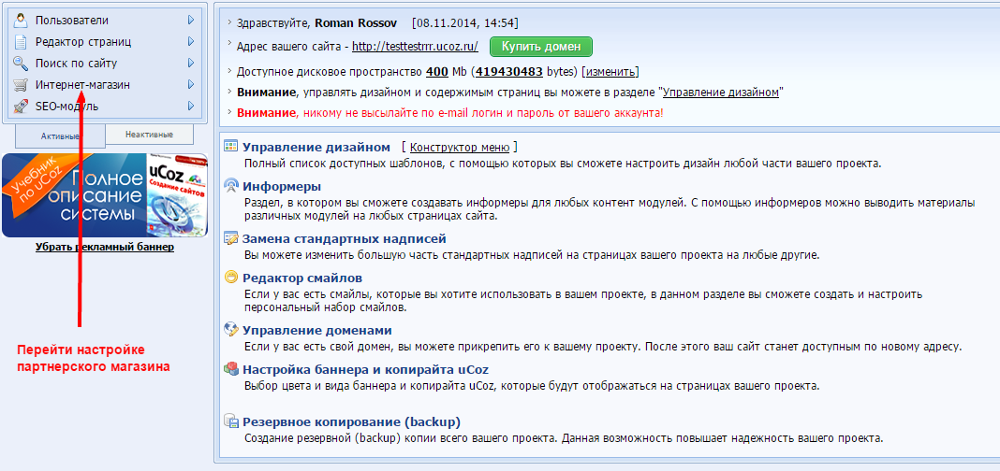 Пользователи
Редактор страниц
Поиск по сайту
Интернет-магазин
SEO-модуль
Активные
Неактивные
Учебник
по uCoz
Полное
описание
системы
uCoz
Создание сайтов
Убрать рекламный баннер
Перейти настройке
партнерского магазина
Здравствуйте, Roman Rossov [08.11.2014, 14:54]
Адрес вашего сайта - http://testtestrrr.ucoz.ru/ Купить домен
Доступное дисковое пространство 400 Mb (419430483 bytes) [изменить]
Внимание, управлять дизайном и содержимым страниц вы можете в разделе "Управление дизайном"
Внимание, никому не высылайте по e-mail логин и пароль от вашего аккаунта!
Управление дизайном [ Конструктор меню ]
Полный список доступных шаблонов, с помощью которых вы сможете настроить дизайн любой части вашего проекта.
Информеры
Раздел, в котором вы сможете создавать информеры для любых контент модулей. С помощью информеров можно выводить материалы
различных модулей на любых страницах сайта.
Замена стандартных надписей
Вы можете изменить большую часть стандартных надписей на страницах вашего проекта на любые другие.
Редактор смайлов
Если у вас есть смайлы, которые вы хотите использовать в вашем проекте, в данном разделе вы сможете создать и настроить
персональный набор смайлов.
Управление доменами
Если у вас есть свой домен, вы можете прикрепить его к вашему проекту. После этого ваш сайт станет доступным по новому адресу.
Настройка баннера и копирайта uCoz
Выбор цвета и вида баннера и копирайта uCoz, которые будут отображаться на страницах вашего проекта.
Резервное копирование (backup)
Создание резервной (backup) копии всего вашего проекта. Данная возможность повышает надежность вашего проекта.